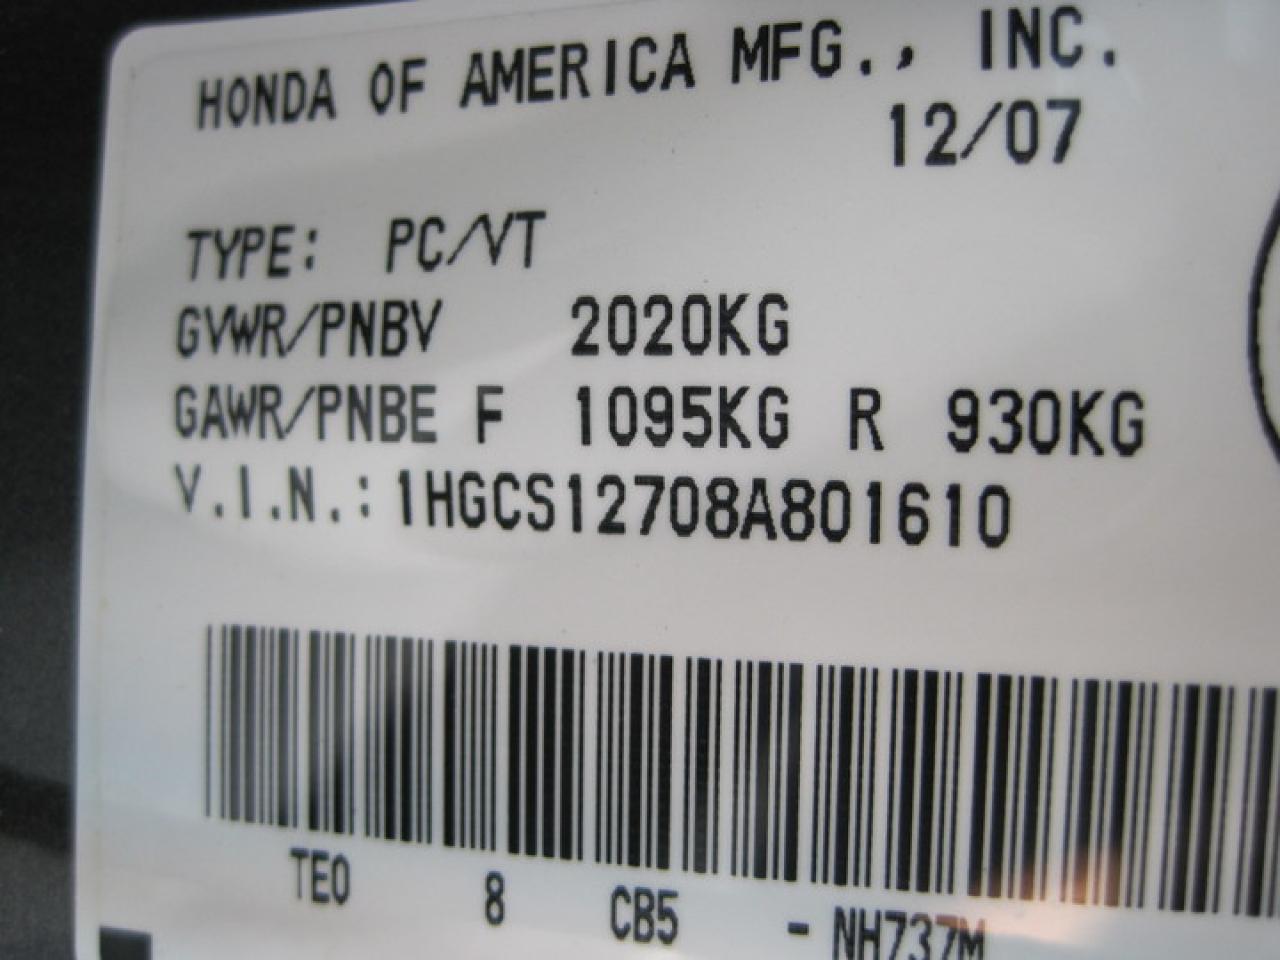 HONDA OF AMERICA MFG., INC.
12/07
TYPE: PC/VT
GVWR/PNBV 2020KG
GAWR/PNBE F 1095KG R 930KG
V.I.N.: 1HGCS12708A801610
TE0 8 CB5 - NH737M